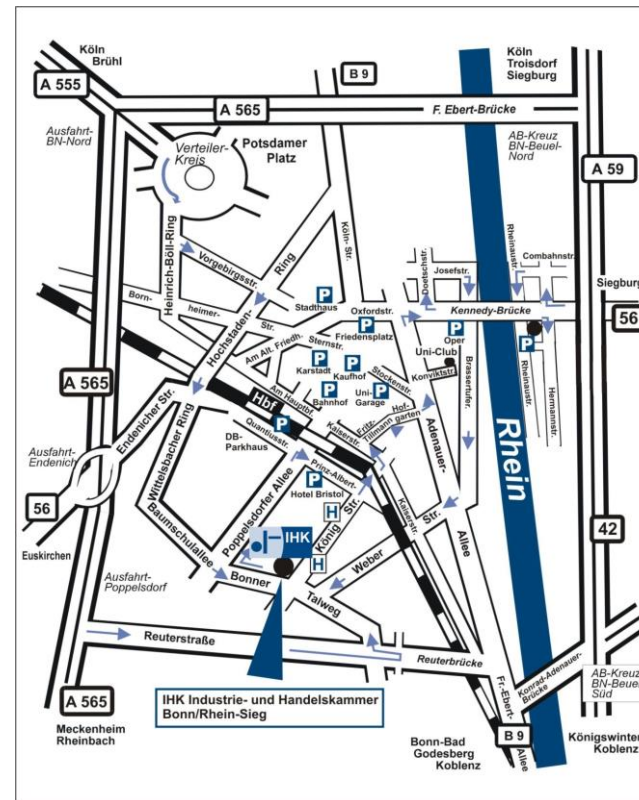 Köln
Brühl
A 555
A 565
B 9
Köln
Troisdorf
Siegburg
F. Ebert-Brücke
Ausfahrt-
BN-Nord
Verteiler-
Kreis
Potsdamer
Platz
AB-Kreuz
BN-Beuel-
Nord
A 59
Heinrich-Böll-Ring
Vorgebirgsstr.
Ring
Köln- Str.
Doetschstr.
Josefstr.
Rheinaustr.
Combahnstr.
Siegburg
56
Born-
heimer-
Str.
Hochstaden-
P
Stadthaus
Oxfordstr.
P
Friedensplatz
Kennedy-Brücke
P
Oper
P
Am Alt. Friedh.
Sternstr.
P
Karstadt
P
Kaufhof
Stockenstr.
Uni-Club
Konviktstr.
Brassertufer.
Rheinaustr.
Hermannstr.
A 565
Hbf
Am Hauptbf.
P
Bahnhof
P
Uni-
Garage
Endenicher Str.
P
Quantiusstr.
Kaiserstr.
Fritz-
Tillmann
Hof-
garten
Adenauer-
Rhein
Ausfahrt-
Endenich
Wittelsbacher Ring
DB-
Parkhaus
Prinz-Albert-
P
Hotel Bristol
56
Euskirchen
Baumschulallee
Poppelsdorfer Allee
H
König Str.
Kaiserstr.
Str.
Allee
42
IHK
H
Weber
Ausfahrt-
Poppelsdorf
Bonner
Talweg
Reuterstraße
Reuterbrücke
Konrad-Adenauer-
Brücke
AB-Kreuz
BN-Beuel-
Süd
A 565
Meckenheim
Rheinbach
IHK Industrie- und Handelskammer
Bonn/Rhein-Sieg
Fr.-Ebert-
Allee
B 9
Bonn-Bad
Godesberg
Koblenz
Königswinter
Koblenz